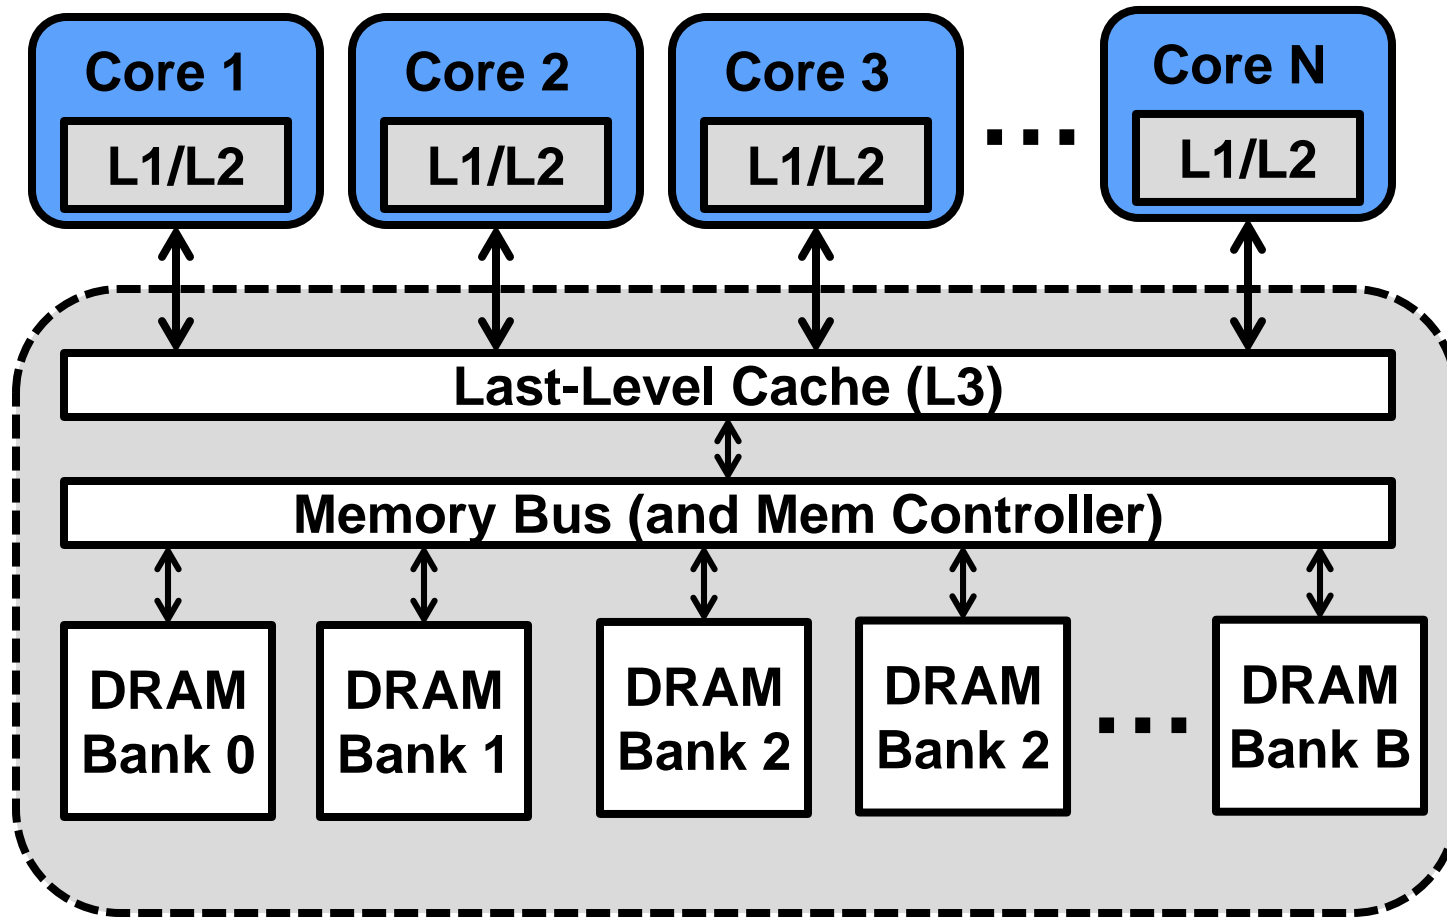 Core 1
Core 2
Core 3
Core N
L1/L2
L1/L2
L1/L2
...
L1/L2
Last-Level Cache (L3)
Memory Bus (and Mem Controller)
DRAM
Bank 0
DRAM
Bank 1
DRAM
Bank 2
DRAM
Bank 2
...
DRAM
Bank B